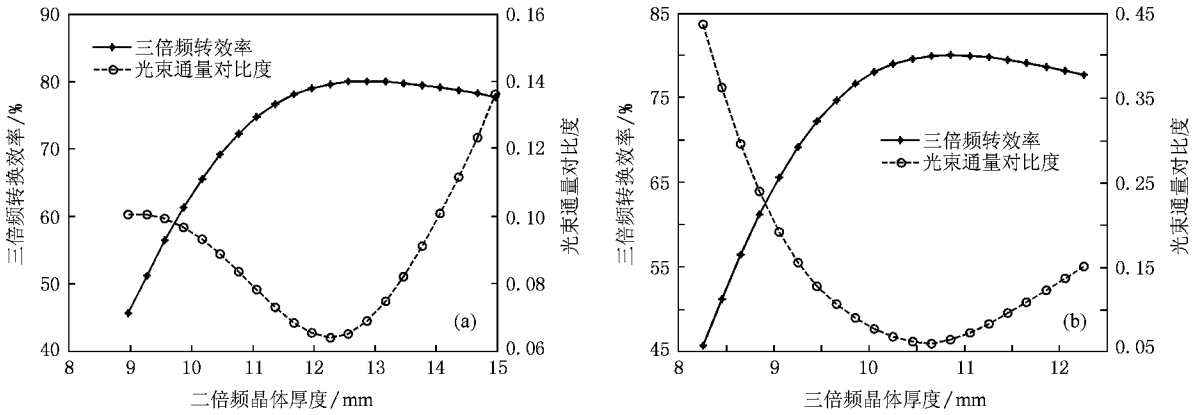 90
80
70
60
50
40
三倍频转换效率/%
0.16
0.14
0.12
0.10
0.08
0.06
光束通量对比度
三倍频转效率
光束通量对比度
(a)
8
9
10
11
12
13
14
15
二倍频晶体厚度/mm
85
75
65
55
45
三倍频转换效率/%
0.45
0.35
0.25
0.15
0.05
光束通量对比度
三倍频转效率
光束通量对比度
(b)
8
9
10
11
12
三倍频晶体厚度/mm